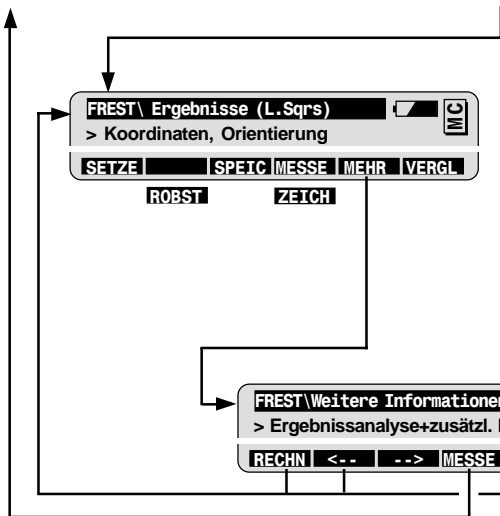 FREST\ Ergebnisse (L.Sqrs)
MC
> Koordinaten, Orientierung
SETZE SPEIC MESSE MEHR VERGL
ROBST ZEICH
FREST\Weitere Informationen
> Ergebnissanalyse+zusätzl.
RECHN <-- --> MESSE